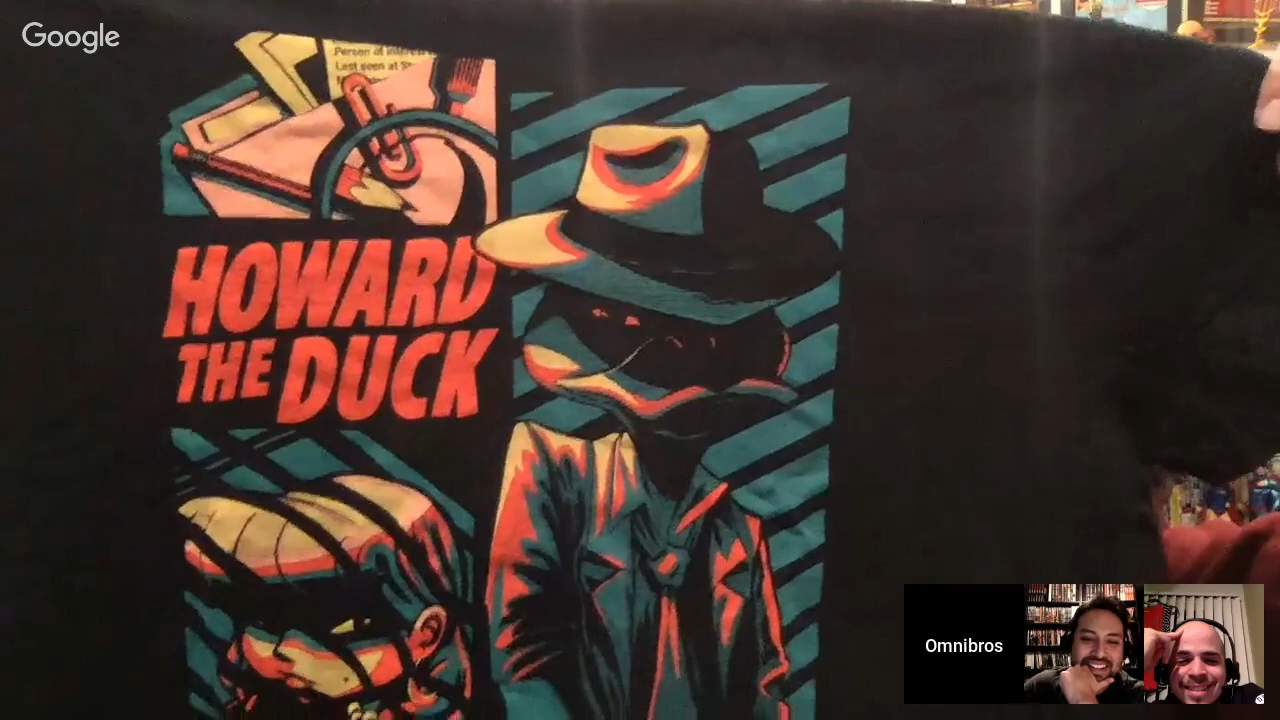 Google
Person of interest
Last seen at
HOWARD
THE DUCK
Omnibros